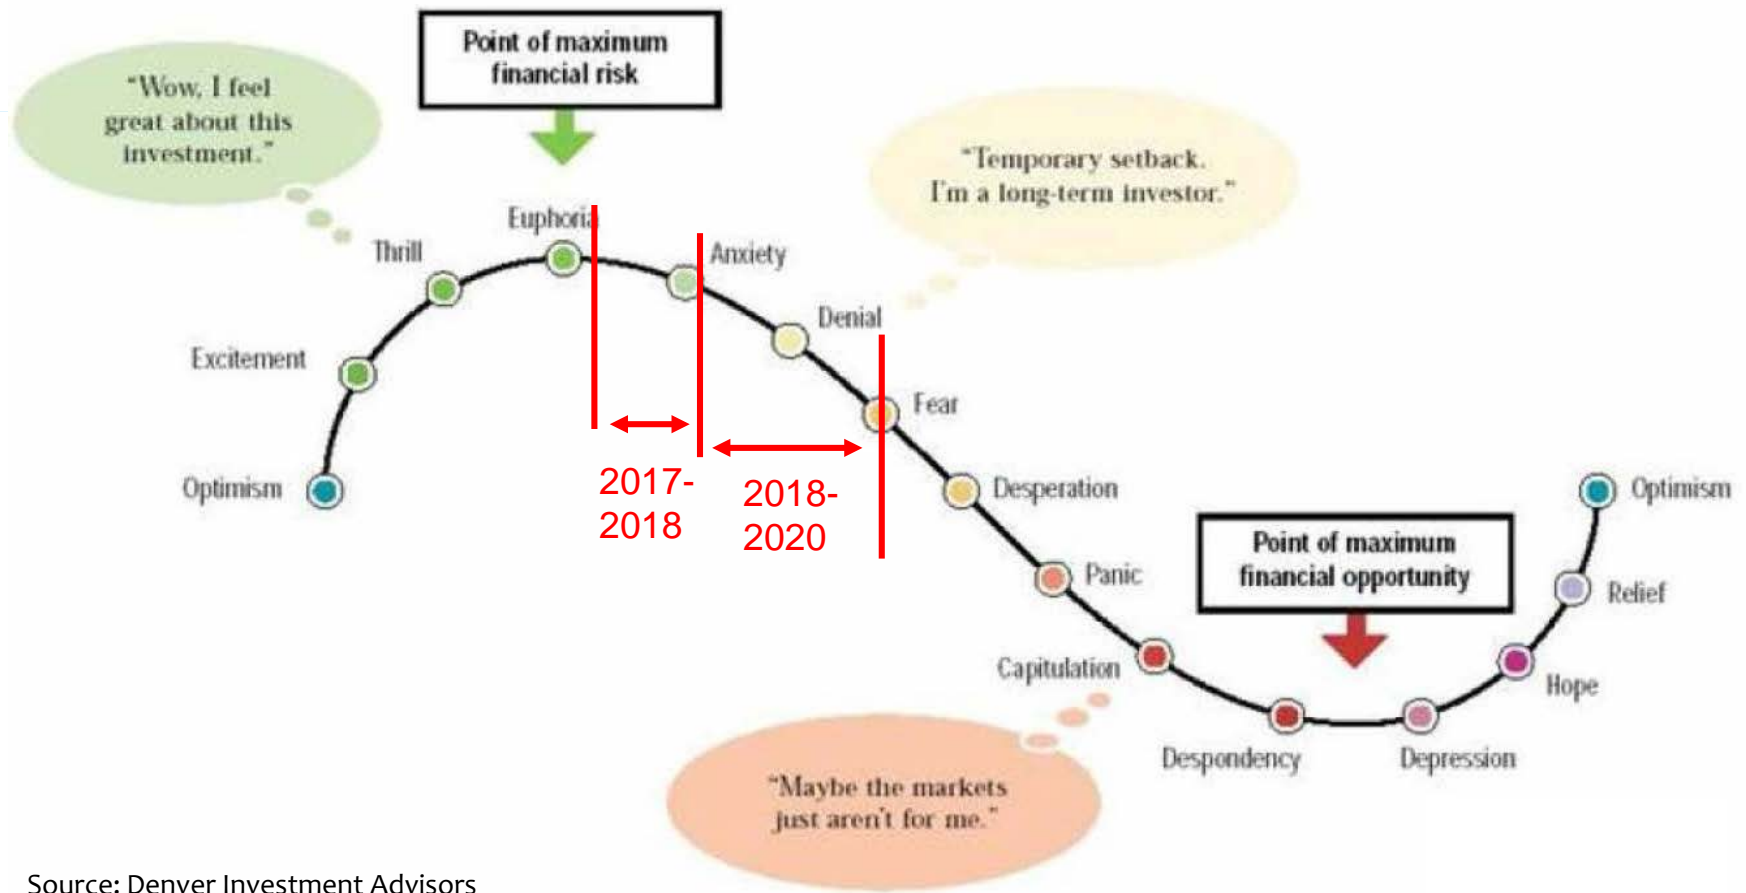 Point of maximum
financial risk
“Wow, I feel
great about this
investment.”
“Temporary setback.
I'm a long-term investor.”
Euphoria
Thrill
Anxiety
Denial
Excitement
Fear
Optimism
2017-
2018
2018-
2020
Desperation
Optimism
Point of maximum
financial opportunity
Panic
Relief
Capitulation
Hope
Despondency
Depression
“Maybe the markets
just aren't for me.”
Source: Denver Investment Advisors